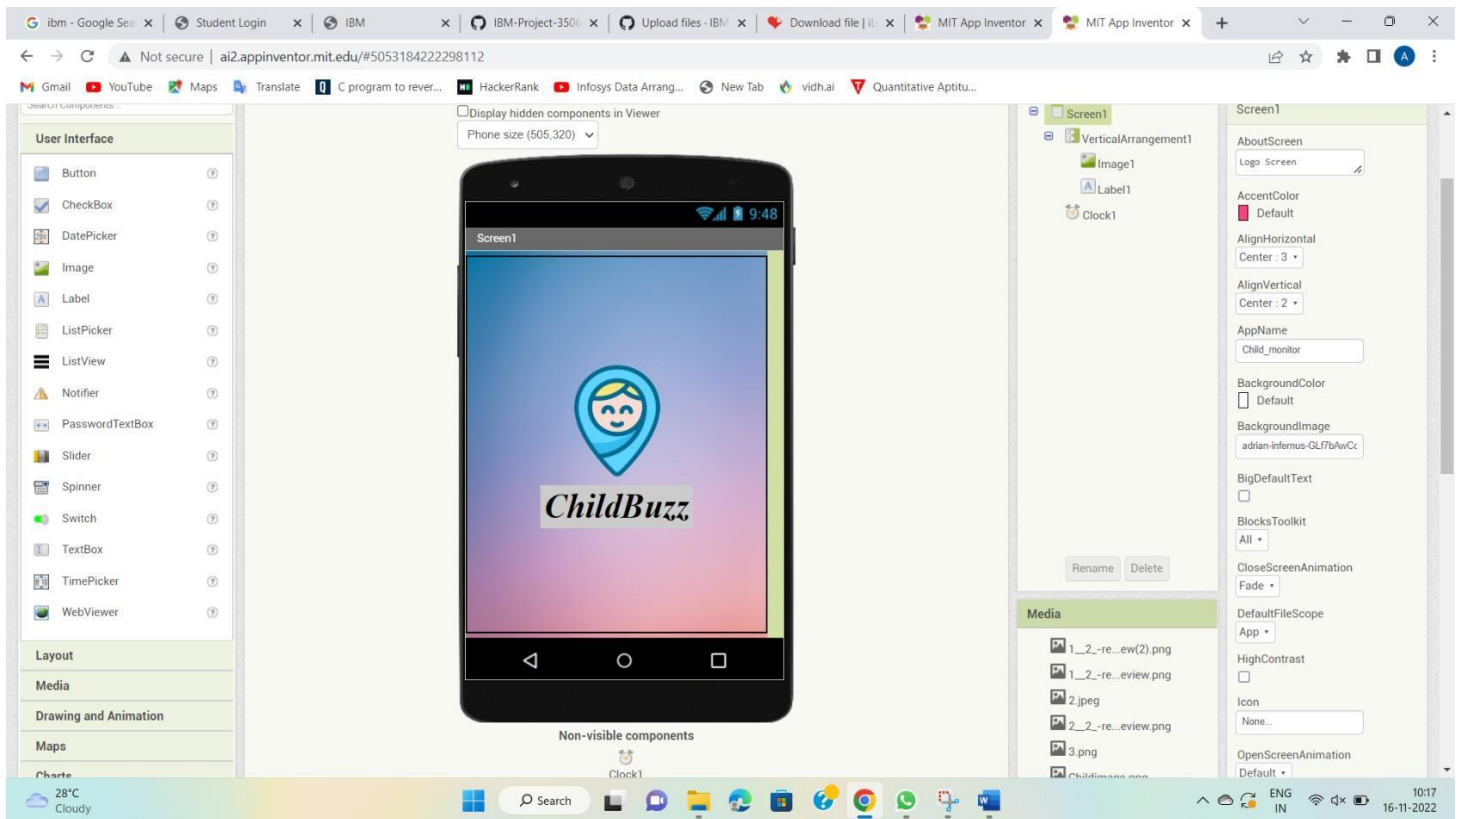 ibm - Google Sea
Student Login
IBM
IBM-Project-3506
Upload files · IBM
Download file | iL
MIT App Inventor
MIT App Inventor
Not secure | ai2.appinventor.mit.edu/#5053184222298112
A
Gmail
YouTube
Maps
Translate
C program to rever...
HackerRank
Infosys Data Arrang...
New Tab
vidh.ai
Quantitative Aptitu...
Search Components...
User Interface
Button
CheckBox
DatePicker
Image
Label
ListPicker
ListView
Notifier
PasswordTextBox
Slider
Spinner
Switch
TextBox
TimePicker
WebViewer
Layout
Media
Drawing and Animation
Maps
Charts
Display hidden components in Viewer
Phone size (505,320)
9:48
Screen1
ChildBuzz
Non-visible components
Clock1
Screen1
VerticalArrangement1
Image1
Label1
Clock1
Rename
Delete
Media
1__2_-re...ew(2).png
1__2_-re...eview.png
2.jpeg
2_2_-re...eview.png
3.png
Childimage.png
Screen1
AboutScreen
Logo Screen
AccentColor
Default
AlignHorizontal
Center : 3
AlignVertical
Center : 2
AppName
Child_monitor
BackgroundColor
Default
BackgroundImage
adrian-infernus-GLf7bAwCc
BigDefaultText
BlocksToolkit
All
CloseScreenAnimation
Fade
DefaultFileScope
App
HighContrast
Icon
None...
OpenScreenAnimation
Default
28°C
Cloudy
Search
ENG
IN
10:17
16-11-2022